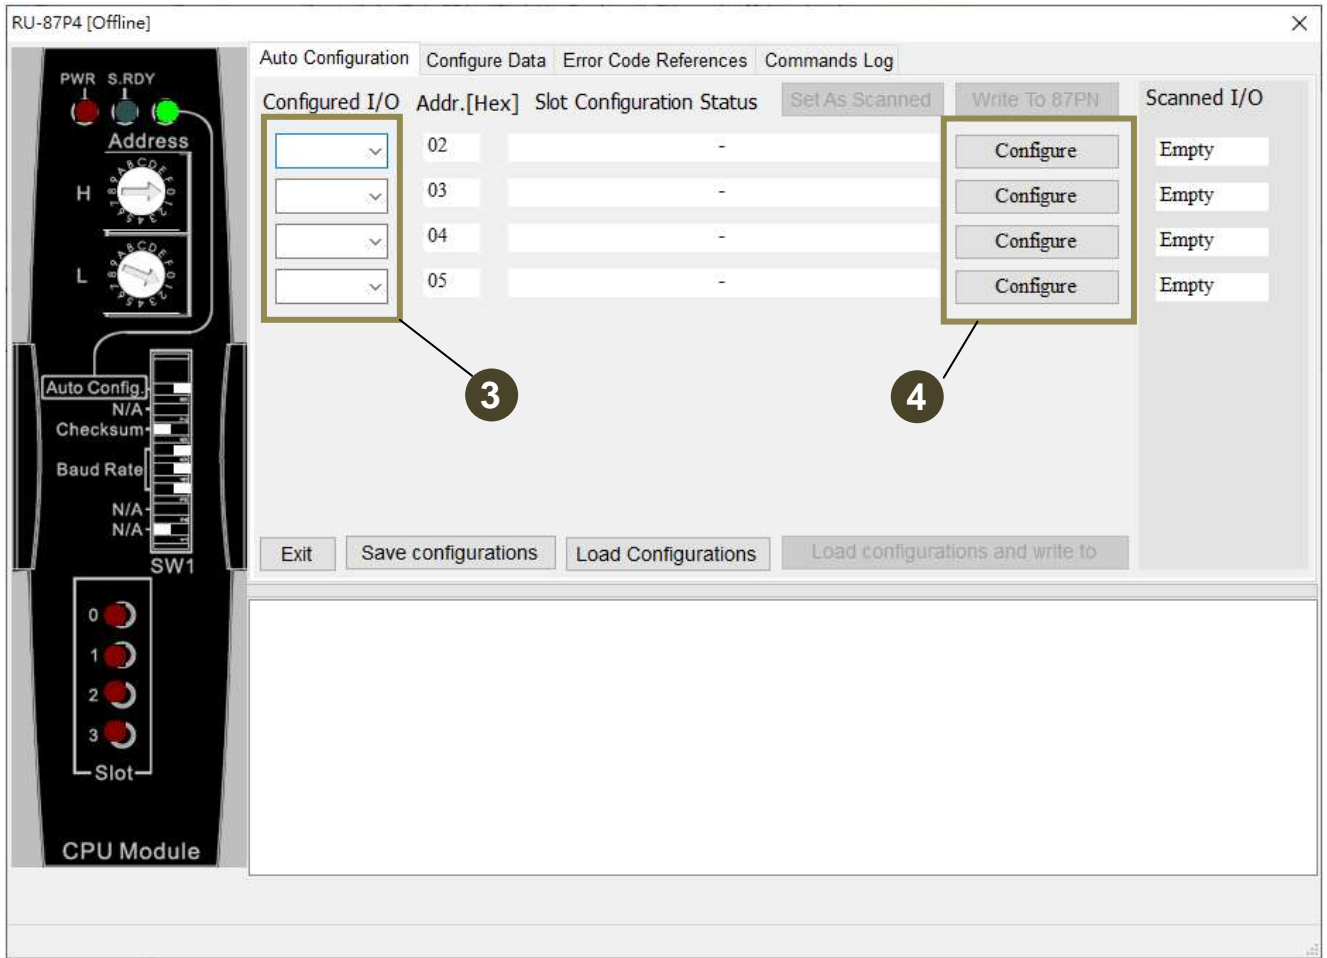 RU-87P4 [Offline]
Auto Configuration Configure Data Error Code References Commands Log
Configured I/O Addr.[Hex] Slot Configuration Status Set As Scanned Write To 87PN Scanned I/O
02 - Configure Empty
03 - Configure Empty
04 - Configure Empty
05 - Configure Empty
3 4
Exit Save configurations Load Configurations Load configurations and write to
PWR S.RDY
Address
H
L
Auto Config.
N/A
Checksum
Baud Rate
N/A
N/A
SW1
0
1
2
3
Slot
CPU Module